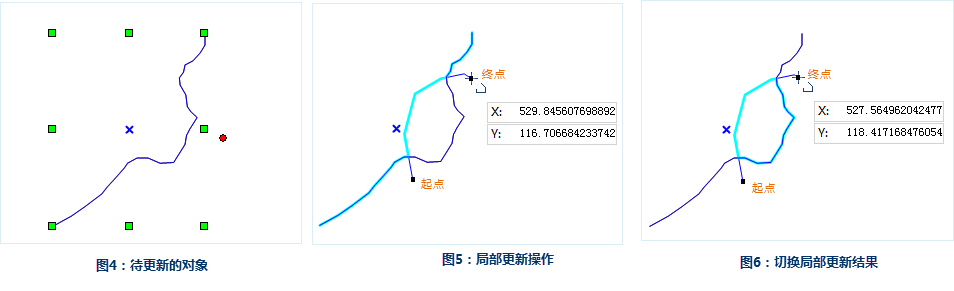 终点
X: 529.845607698892
Y: 116.706684233742
起点
终点
X: 527.564962042477
Y: 118.417168476054
起点
图4：待更新的对象
图5：局部更新操作
图6：切换局部更新结果